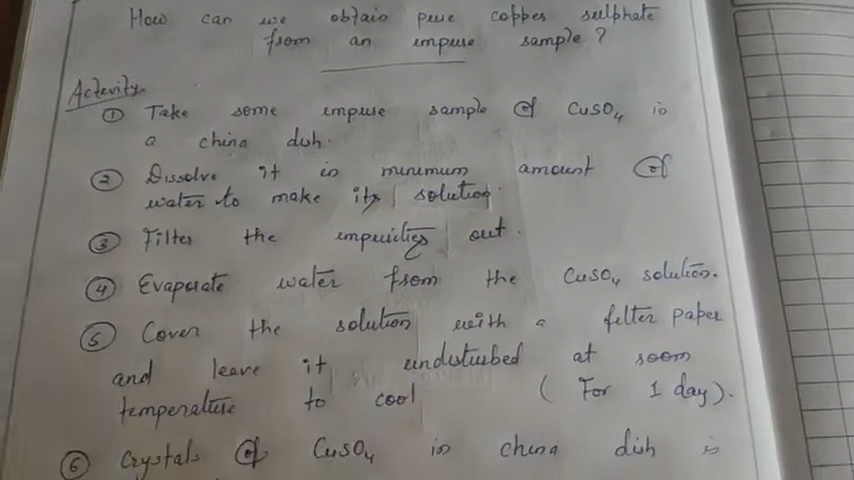 How can we obtain pure copper sulphate
from an impure sample?
Activity.
① Take some impure sample of CuSO₄ in
a china dish.
② Dissolve it in minimum amount of
water to make its solution.
③ Filter the impurities out.
④ Evaporate water from the CuSO₄ solution.
⑤ Cover the solution with a filter paper
and leave it undisturbed at room
temperature to cool (For 1 day).
⑥ Crystals of CuSO₄ in china dish is